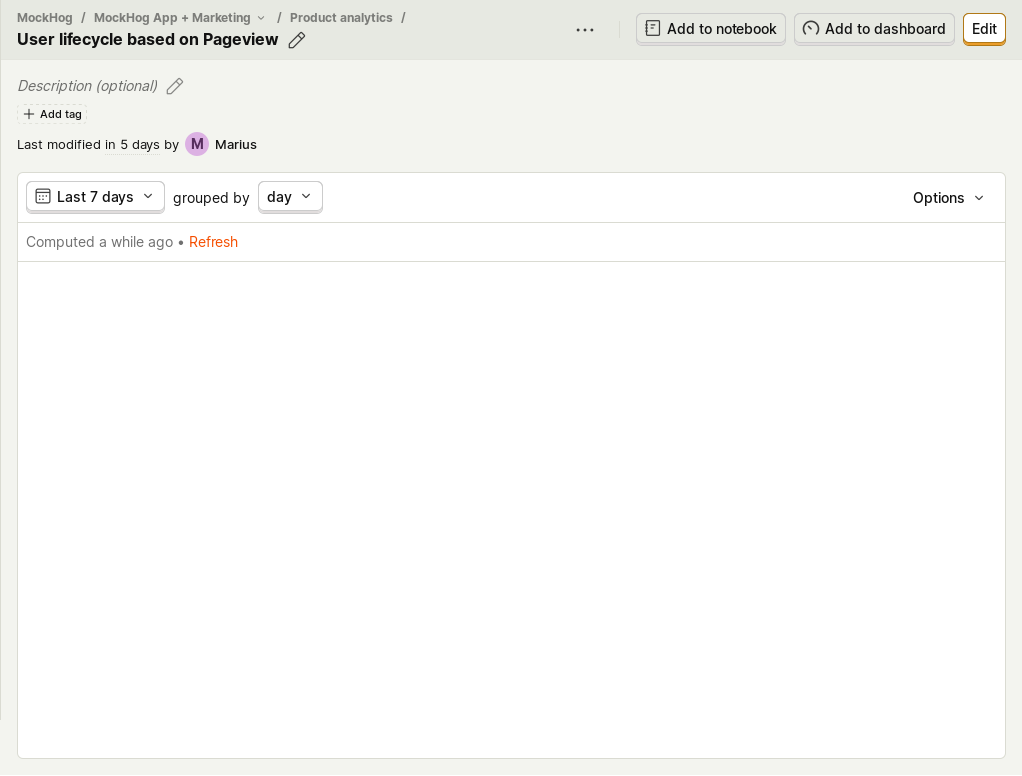 MockHog / MockHog App + Marketing / Product analytics /
User lifecycle based on Pageview
Add to notebook
Add to dashboard
Edit
Description (optional)
Add tag
Last modified in 5 days by M Marius
Last 7 days grouped by day
Options
Computed a while ago • Refresh